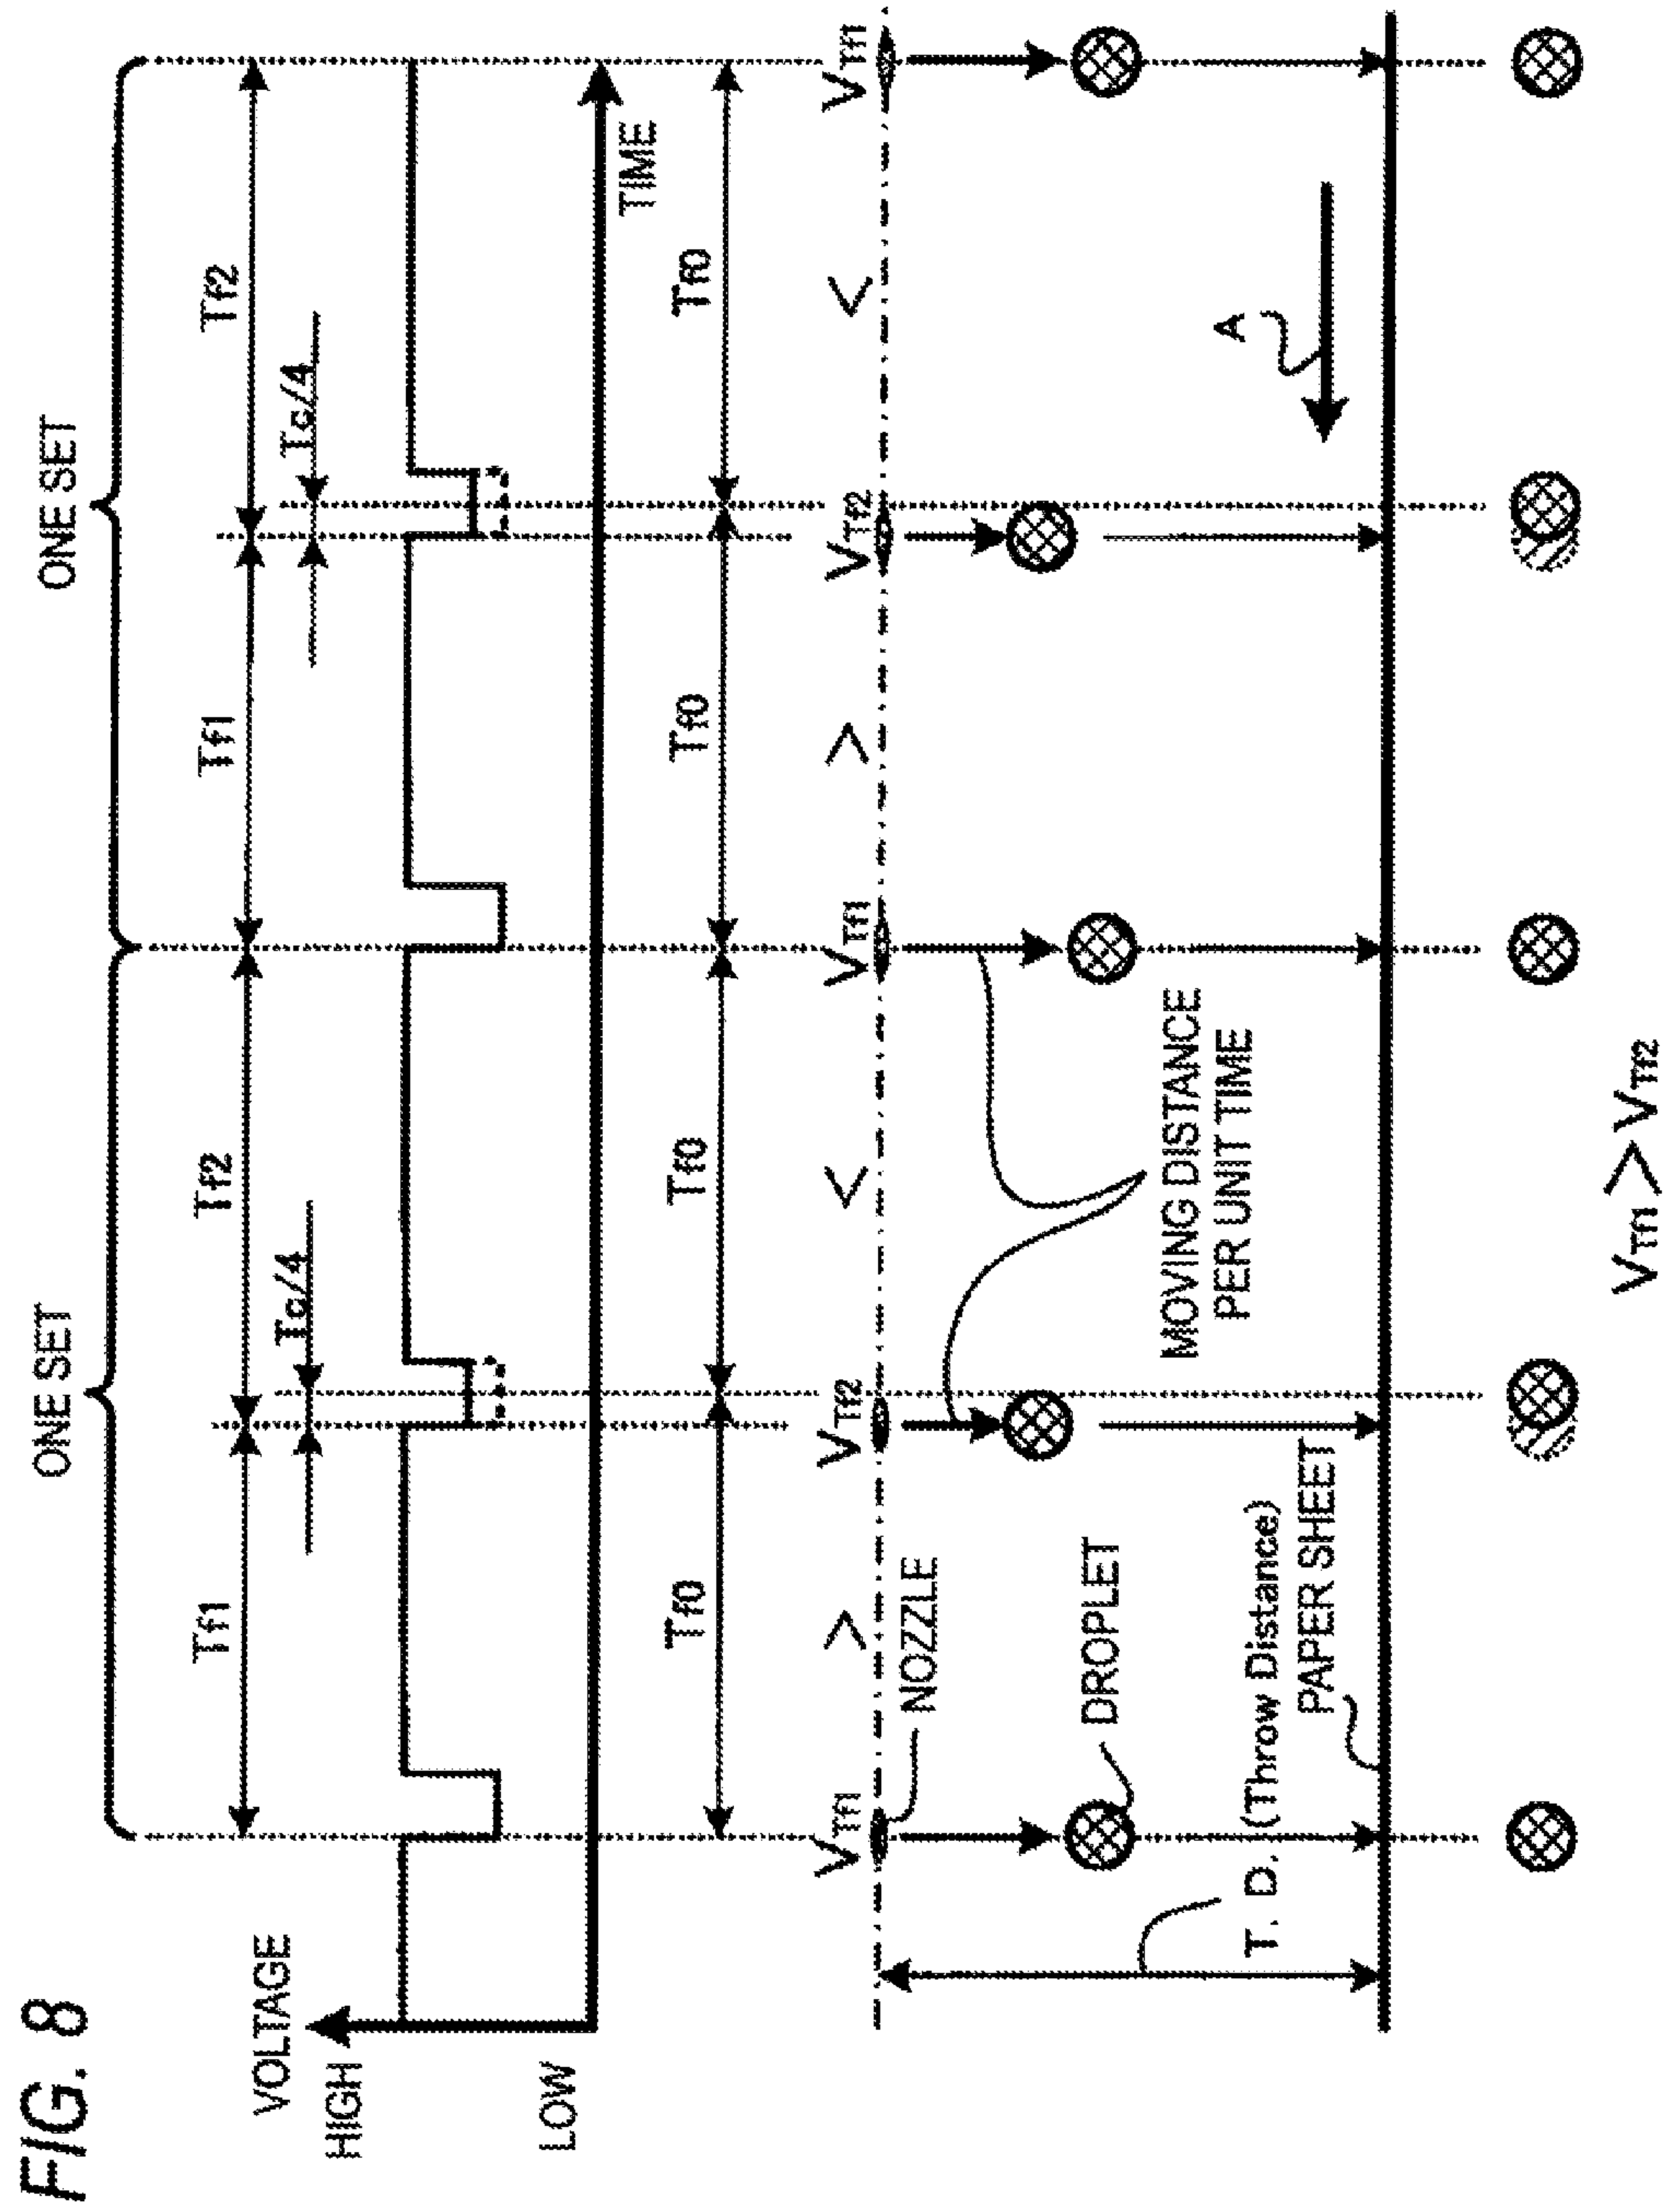 FIG. 8
ONE SET
ONE SET
Tf1
Tf2
Tf1
Tf2
Tc/4
Tc/4
VOLTAGE
HIGH
LOW
TIME
Tf0
Tf0
Tf0
Tf0
VTf1 > VTf2 < VTf1 > VTf2 < VTf1
NOZZLE
DROPLET
MOVING DISTANCE
PER UNIT TIME
A
T. D. (Throw Distance)
PAPER SHEET
VTf1 > VTf2